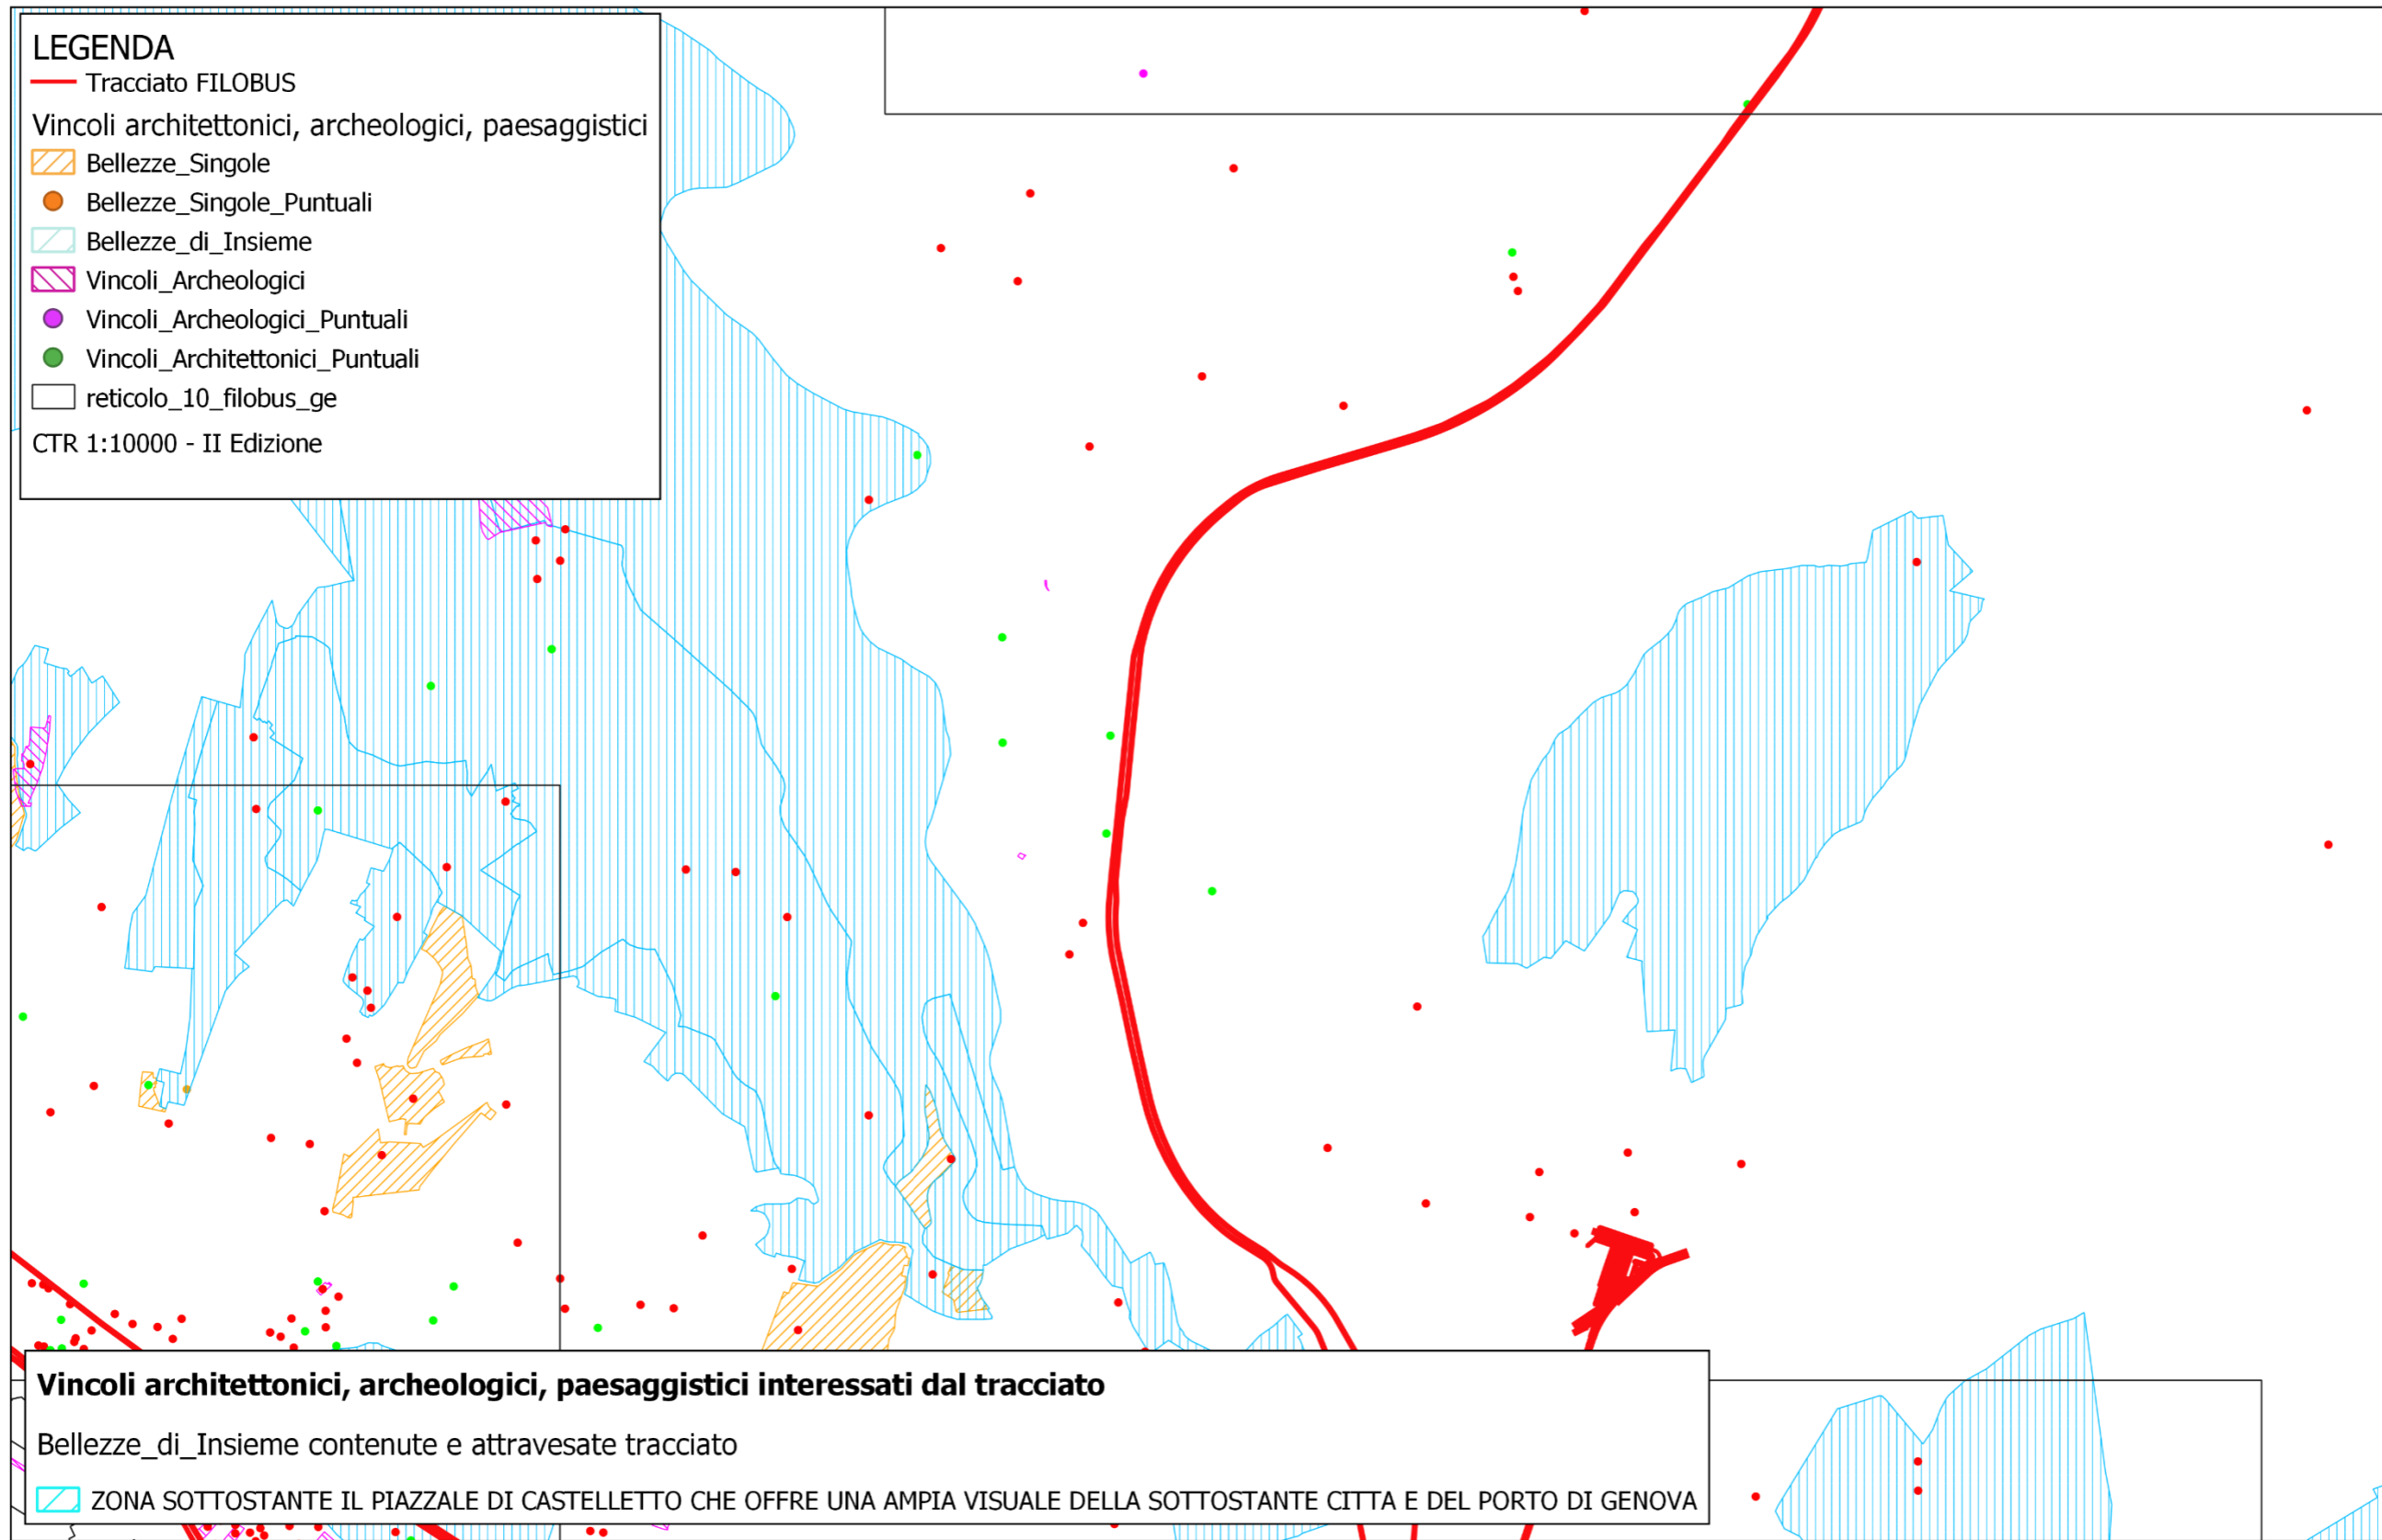 LEGENDA
Tracciato FILOBUS
Vincoli architettonici, archeologici, paesaggistici
Bellezze_Singole
Bellezze_Singole_Puntuali
Bellezze_di_Insieme
Vincoli_Archeologici
Vincoli_Archeologici_Puntuali
Vincoli_Architettonici_Puntuali
reticolo_10_filobus_ge
CTR 1:10000 - II Edizione
Vincoli architettonici, archeologici, paesaggistici interessati dal tracciato
Bellezze_di_Insieme contenute e attravesate tracciato
ZONA SOTTOSTANTE IL PIAZZALE DI CASTELLETTO CHE OFFRE UNA AMPIA VISUALE DELLA SOTTOSTANTE CITTA E DEL PORTO DI GENOVA